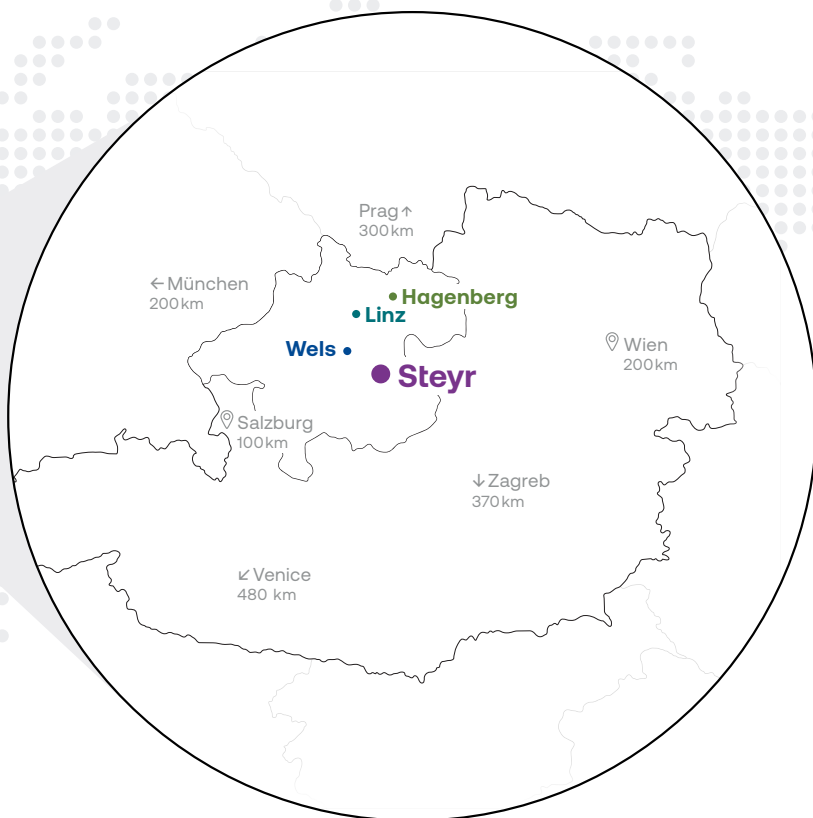 Prag↑
300km
←München
200km
Hagenberg
Linz
Wels
Steyr
Wien
200km
Salzburg
100km
↓Zagreb
370km
↙Venice
480 km